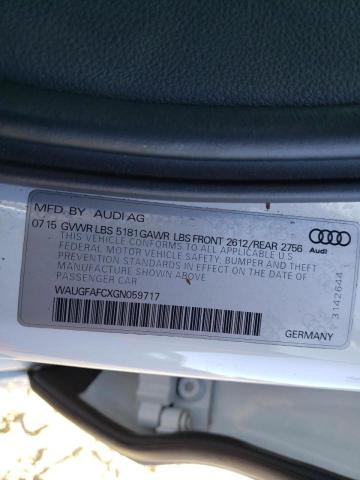 MFD. BY AUDI AG
07 15 GVWR LBS 5181 GAWR LBS FRONT 2612/REAR 2756
THIS VEHICLE CONFORMS TO ALL APPLICABLE U.S
FEDERAL MOTOR VEHICLE SAFETY, BUMPER AND THEFT
PREVENTION STANDARDS IN EFFECT ON THE DATE OF
MANUFACTURE SHOWN ABOVE
PASSENGER CAR
WAUGFAFCXGN059717
GERMANY
Audi
3142644